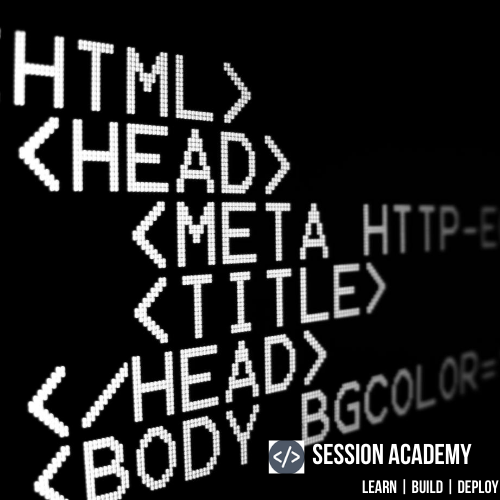 HTML>
<HEAD>
<META HTTP-E
<TITLE>
</HEAD>
<BODY BGCOLOR=
</> SESSION ACADEMY
LEARN | BUILD | DEPLOY